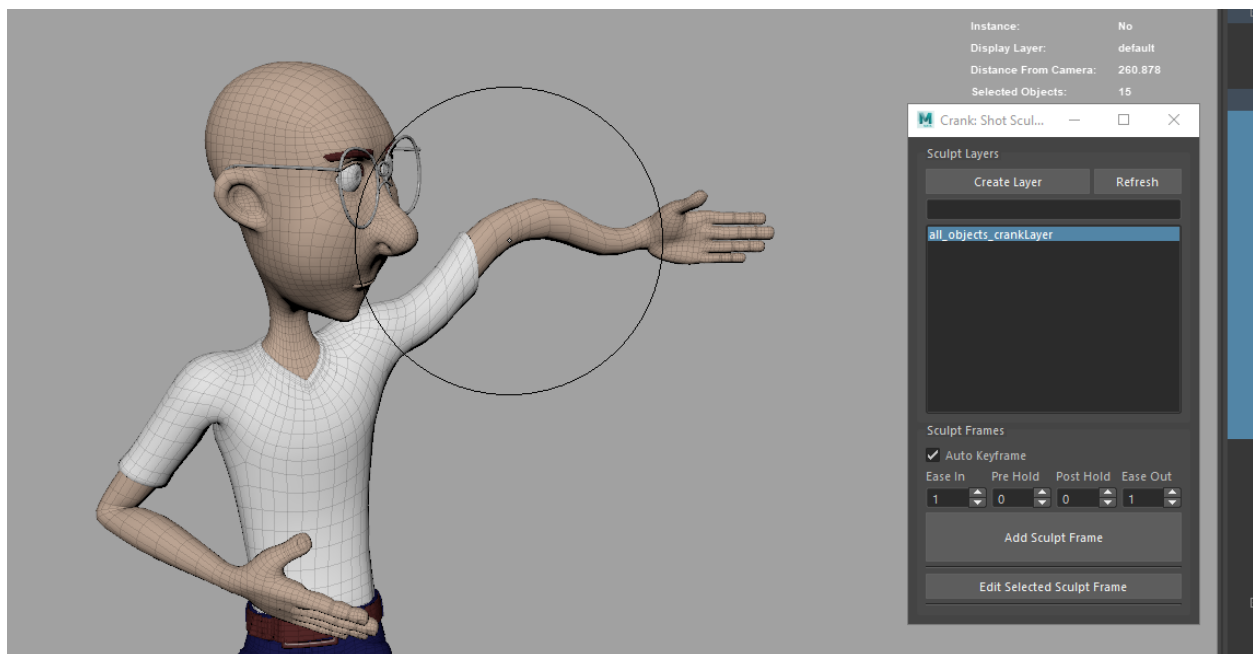 Instance: No
Display Layer: default
Distance From Camera: 260.878
Selected Objects: 15
M Crank: Shot Scul...
Sculpt Layers
Create Layer Refresh
all_objects_crankLayer
Sculpt Frames
Auto Keyframe
Ease In Pre Hold Post Hold Ease Out
1 0 0 1
Add Sculpt Frame
Edit Selected Sculpt Frame